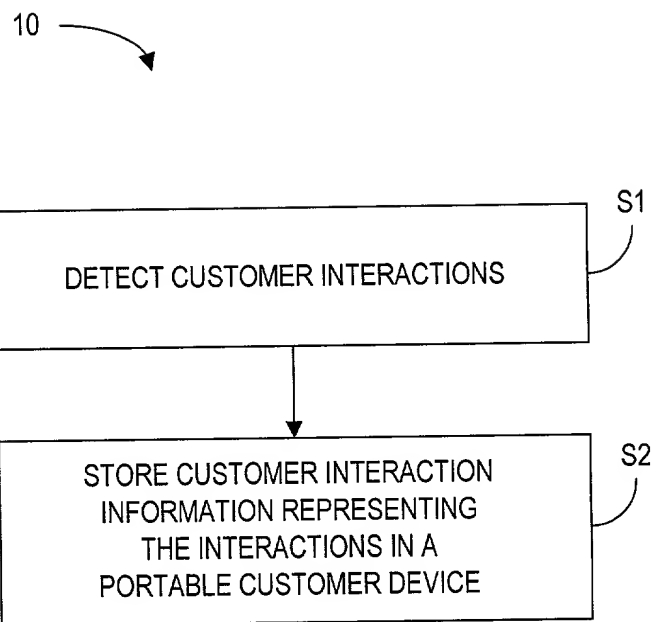 10
S1
DETECT CUSTOMER INTERACTIONS
S2
STORE CUSTOMER INTERACTION
INFORMATION REPRESENTING
THE INTERACTIONS IN A
PORTABLE CUSTOMER DEVICE